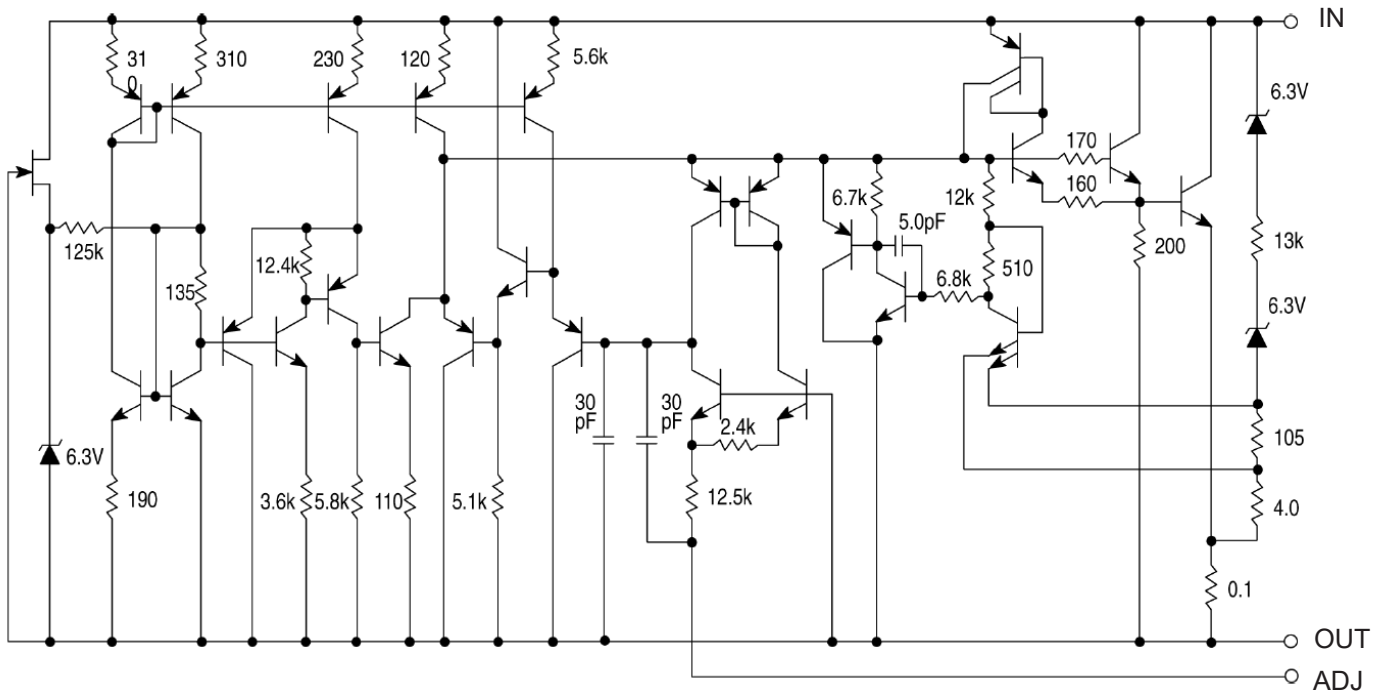 IN
31
0
310
230
120
5.6k
6.3V
170
160
6.7k
12k
5.0pF
200
13k
125k
12.4k
510
6.8k
135
6.3V
30
pF
30
pF
2.4k
105
6.3V
190
3.6k
5.8k
110
5.1k
12.5k
4.0
0.1
OUT
ADJ